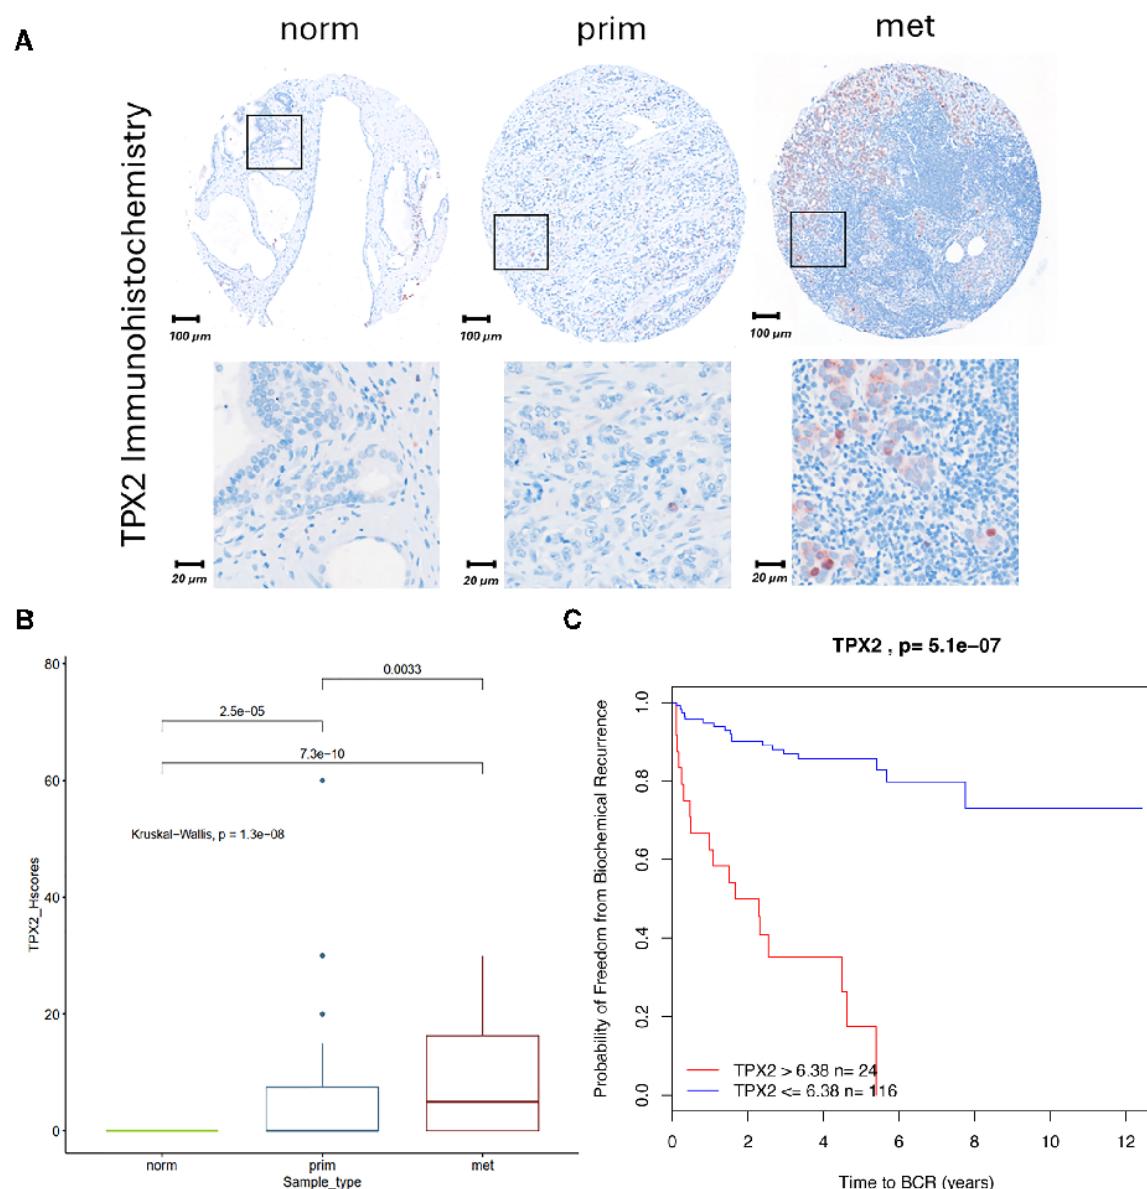 A
norm
prim
met
TPX2 Immunohistochemistry
100 μm
100 μm
100 μm
20 μm
20 μm
20 μm
B
80
60
40
20
0
TPX2_Hscores
0.0033
2.5e−05
7.3e−10
Kruskal−Wallis, p = 1.3e−08
norm
prim
met
Sample_type
C
TPX2 , p= 5.1e−07
Probability of Freedom from Biochemical Recurrence
1.0
0.8
0.6
0.4
0.2
0.0
TPX2 > 6.38 n= 24
TPX2 <= 6.38 n= 116
0 2 4 6 8 10 12
Time to BCR (years)